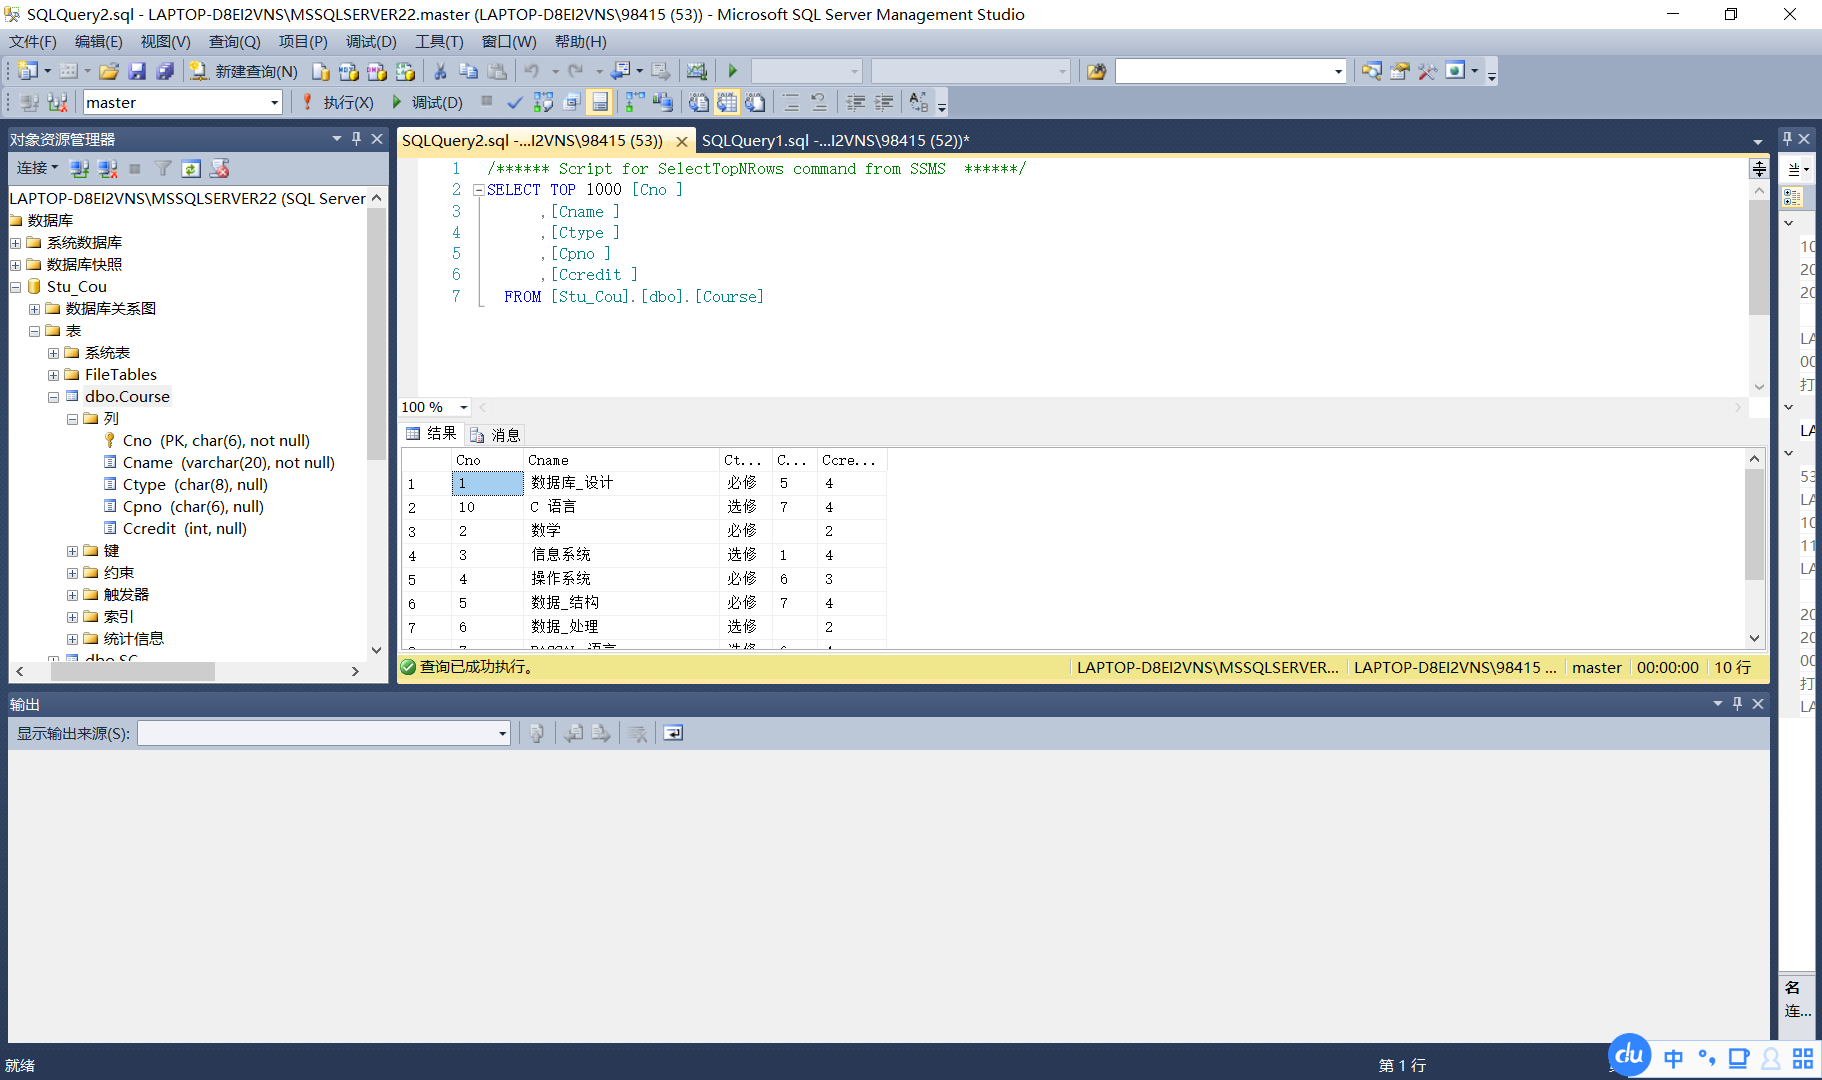 SQLQuery2.sql - LAPTOP-D8EI2VNS\MSSQLSERVER22.master (LAPTOP-D8EI2VNS\98415 (53)) - Microsoft SQL Server Management Studio
文件(F) 编辑(E) 视图(V) 查询(Q) 项目(P) 调试(D) 工具(T) 窗口(W) 帮助(H)
新建查询(N)
master 执行(X) 调试(D)
对象资源管理器
连接
LAPTOP-D8EI2VNS\MSSQLSERVER22 (SQL Server
数据库
系统数据库
数据库快照
Stu_Cou
数据库关系图
表
系统表
FileTables
dbo.Course
列
Cno (PK, char(6), not null)
Cname (varchar(20), not null)
Ctype (char(8), null)
Cpno (char(6), null)
Ccredit (int, null)
键
约束
触发器
索引
统计信息
dbo.SC
SQLQuery2.sql -...I2VNS\98415 (53)) SQLQuery1.sql -...I2VNS\98415 (52))*
1 /****** Script for SelectTopNRows command from SSMS ******/
2 SELECT TOP 1000 [Cno ]
3 ,[Cname ]
4 ,[Ctype ]
5 ,[Cpno ]
6 ,[Ccredit ]
7 FROM [Stu_Cou].[dbo].[Course]
100 %
结果 消息
Cno Cname Ct... C... Ccre...
1 1 数据库_设计 必修 5 4
2 10 C 语言 选修 7 4
3 2 数学 必修 2
4 3 信息系统 选修 1 4
5 4 操作系统 必修 6 3
6 5 数据_结构 必修 7 4
7 6 数据_处理 选修 2
查询已成功执行。 LAPTOP-D8EI2VNS\MSSQLSERVER... LAPTOP-D8EI2VNS\98415 ... master 00:00:00 10 行
当
10
20
20
LA
00
打
LA
53
LA
10
11
LA
20
20
00
打
LA
名
连...
输出
显示输出来源(S):
就绪 第 1 行
du 中